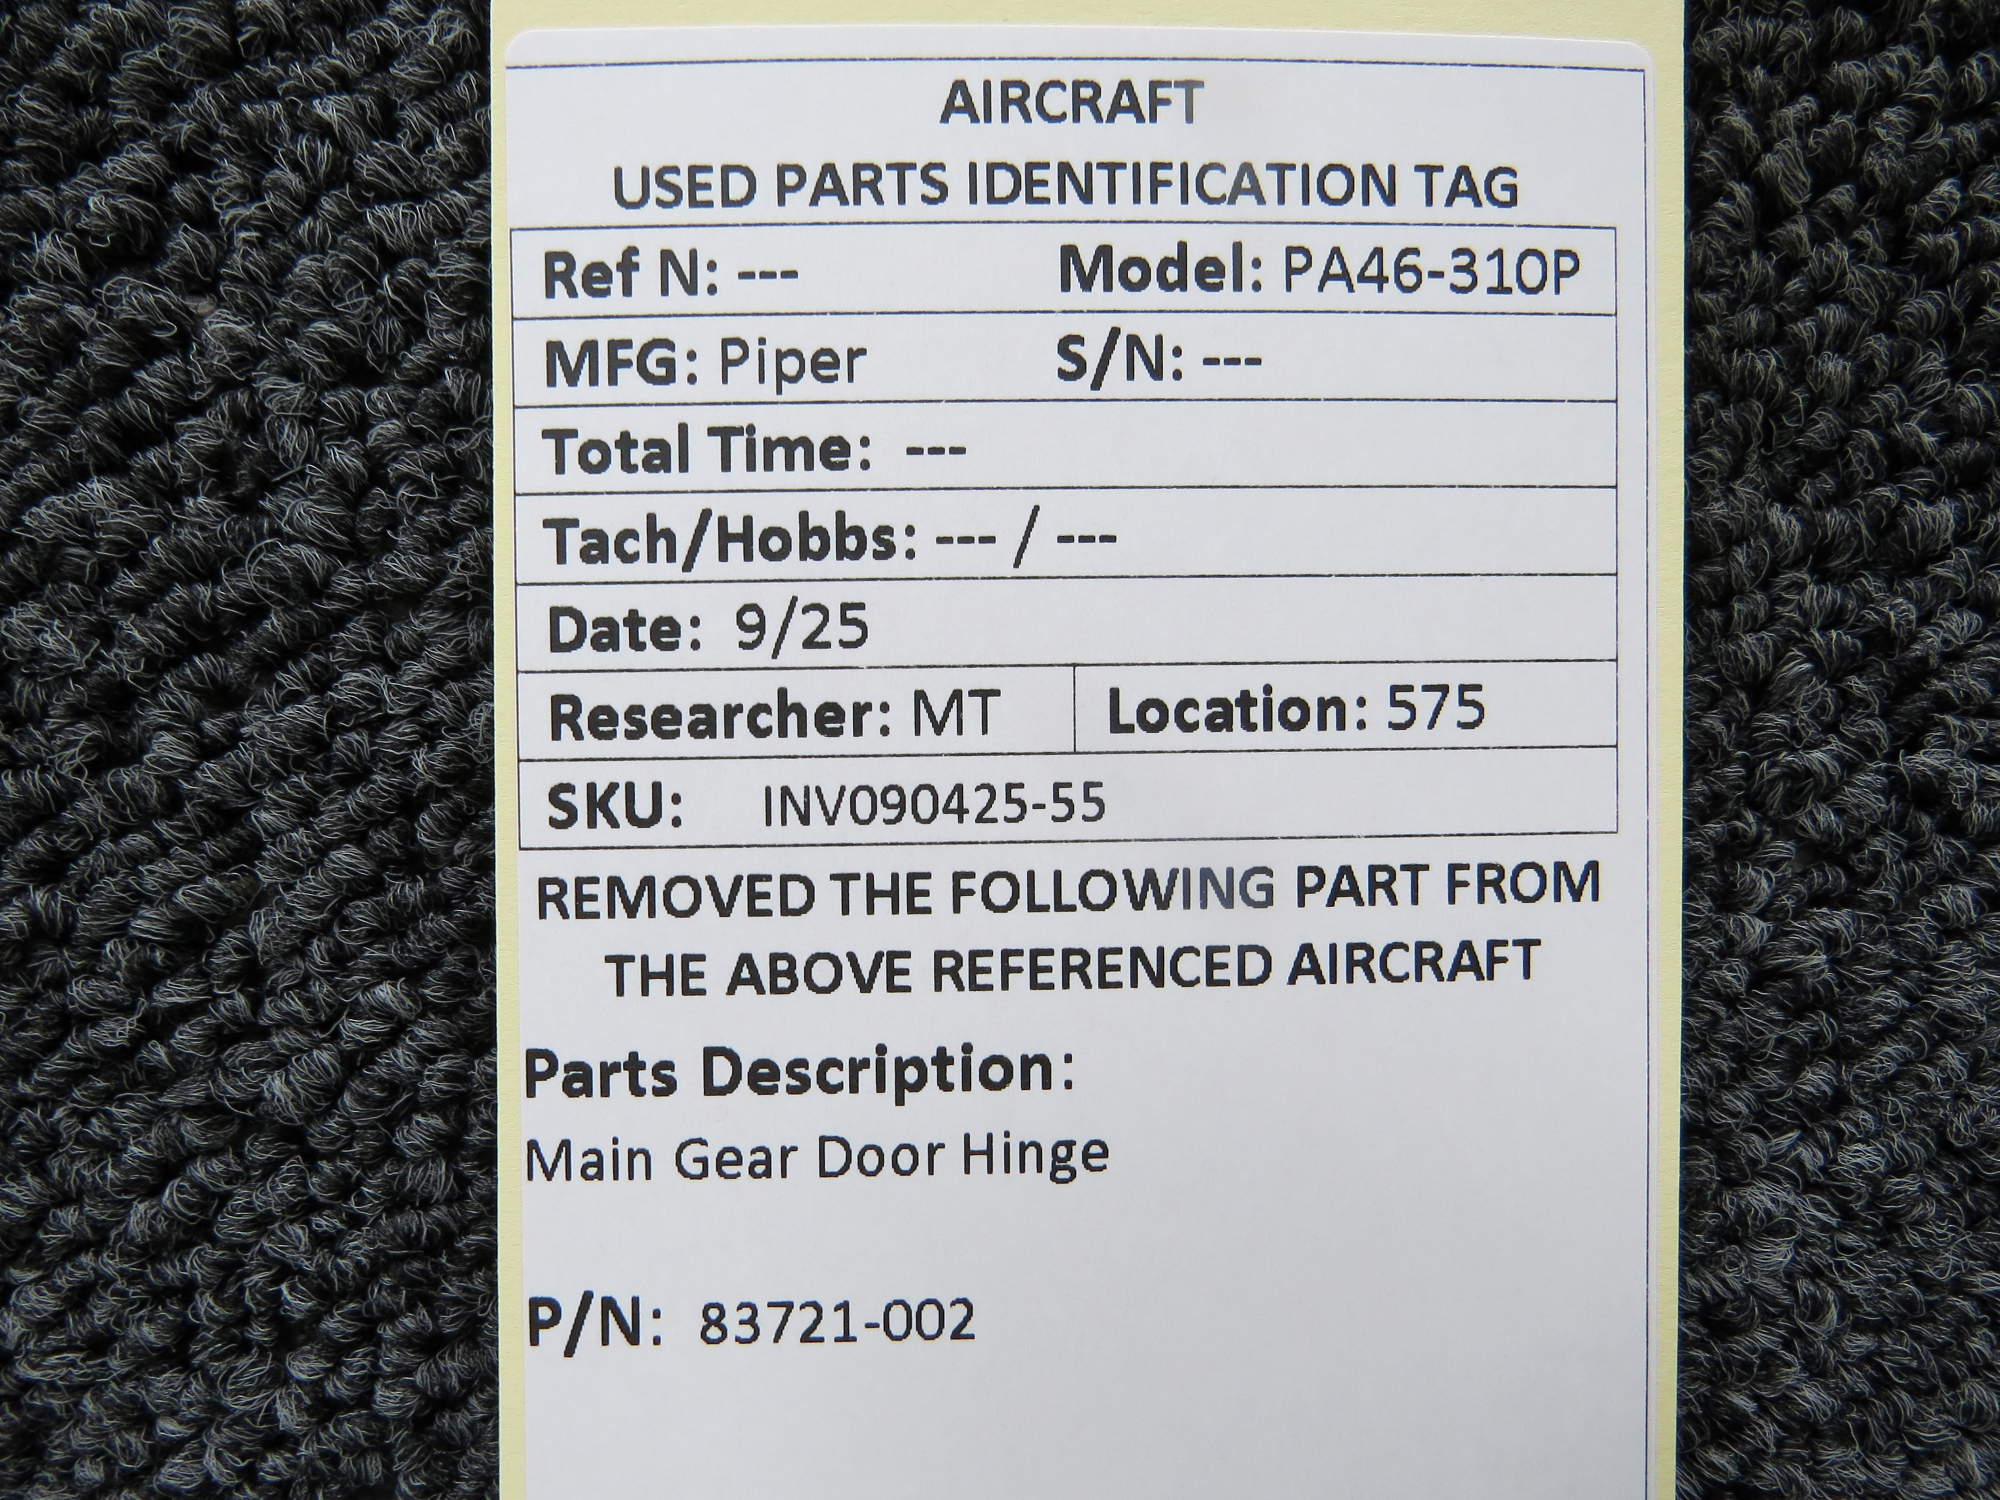 AIRCRAFT
USED PARTS IDENTIFICATION TAG
Ref N: --- Model: PA46-310P
MFG: Piper S/N: ---
Total Time: ---
Tach/Hobbs: --- / ---
Date: 9/25
Researcher: MT Location: 575
SKU: INV090425-55
REMOVED THE FOLLOWING PART FROM
THE ABOVE REFERENCED AIRCRAFT
Parts Description:
Main Gear Door Hinge
P/N: 83721-002